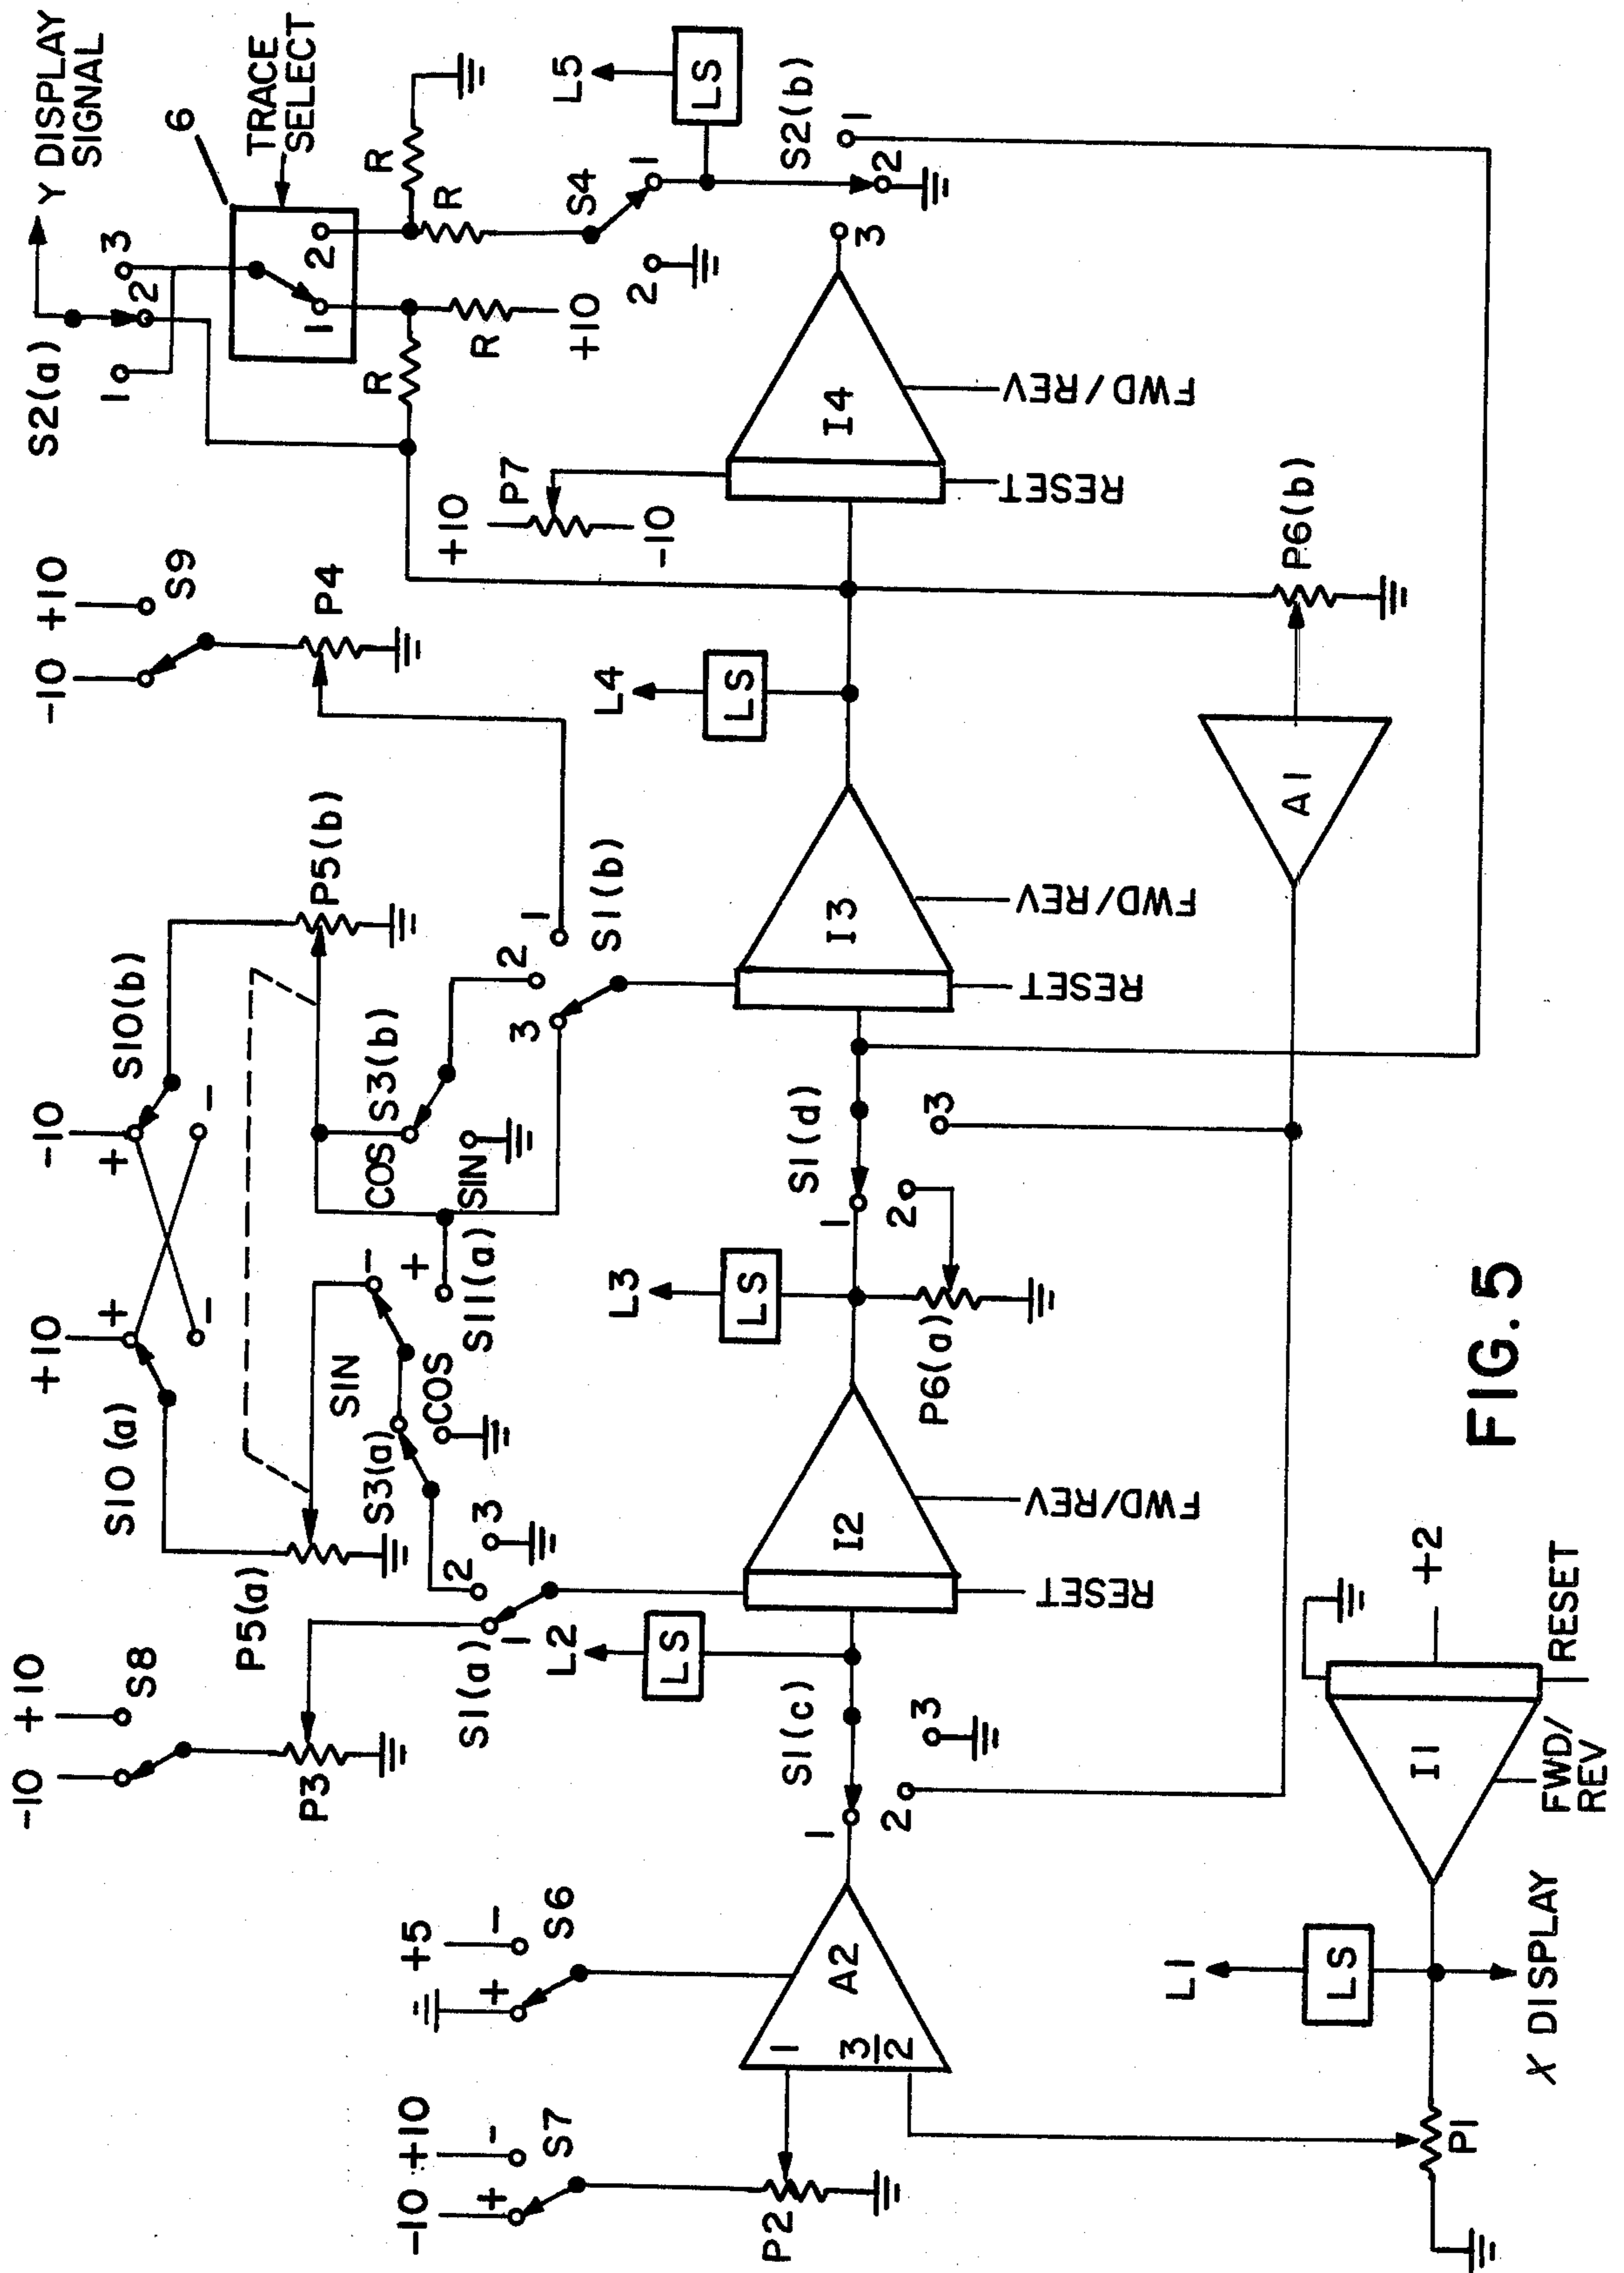 -10 +10
S7
+ -
P2
+5
S6
+ -
A2
1
3/2
-10 +10
S8
P3
P5(a)
S1(a)
1
2
3
L2
LS
S1(c)
1
2
3
I2
RESET
FWD/REV
S10(a)
+10
+
-
-10
+
-
S10(b)
P5(b)
SIN
COS
S3(a)
-
+
S11(a)
COS
SIN
S3(b)
3
2
1
S1(b)
L3
LS
P6(a)
S1(d)
1
2
3
I3
RESET
FWD/REV
-10 +10
S9
P4
L4
LS
+10
P7
-10
I4
RESET
FWD/REV
3
A1
P6(b)
S2(a)
1
2
3
Y DISPLAY
SIGNAL
6
TRACE
SELECT
1
2
R
R
+10
R
R
S4
1
2
L5
LS
S2(b)
1
2
I1
+2
RESET
FWD/
REV
L1
LS
X DISPLAY
P1
FIG. 5